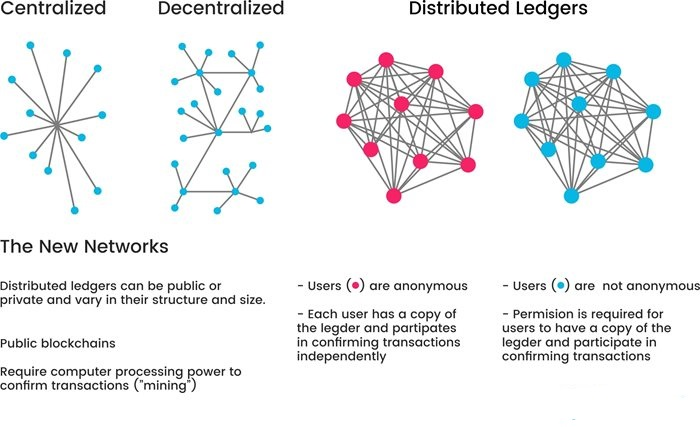 Centralized
Decentralized
Distributed Ledgers
The New Networks
Distributed ledgers can be public or
private and vary in their structure and size.
Public blockchains
Require computer processing power to
confirm transactions ("mining")
- Users (●) are anonymous
- Each user has a copy of
the legder and partipates
in confirming transactions
independently
- Users (●) are not anonymous
- Permision is required for
users to have a copy of the
legder and participate in
confirming transactions